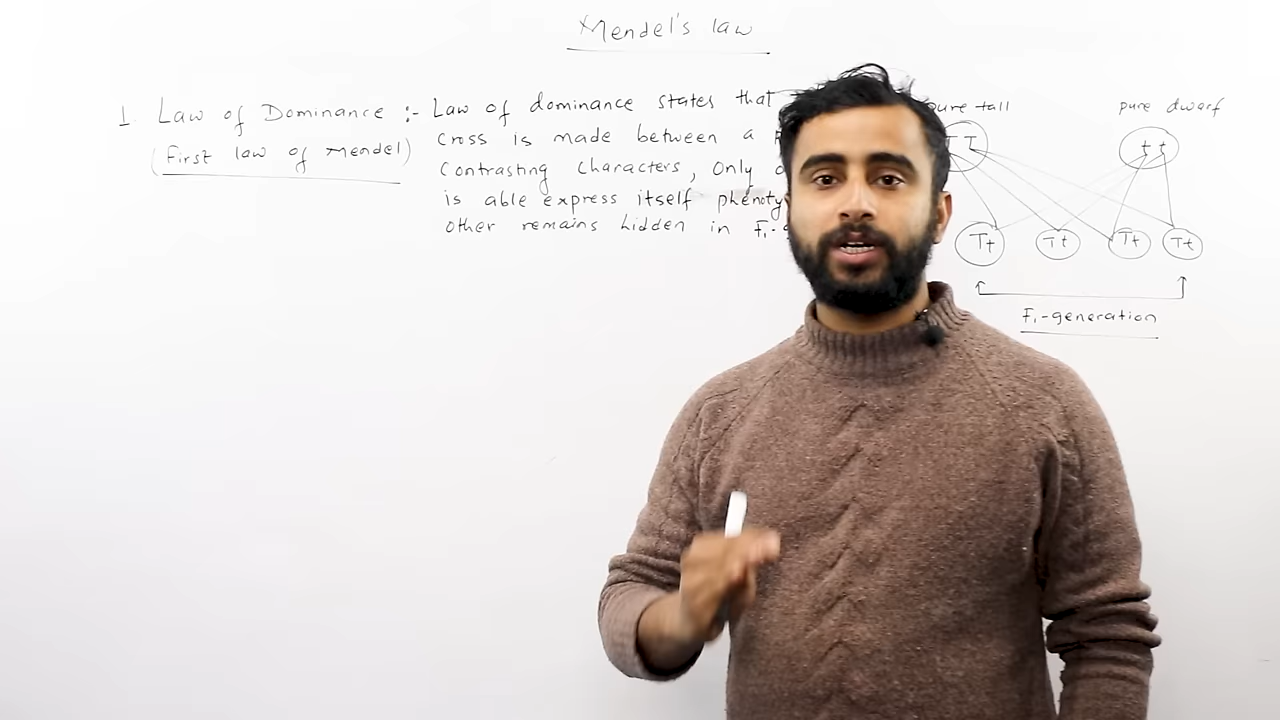 Mendel's law
1. Law of Dominance :- Law of dominance states that
(First law of Mendel) cross is made between a
contrasting characters, only
is able express itself
other remains hidden in F₁-
pure tall pure dwarf
TT tt
Tt Tt Tt Tt
F₁-generation